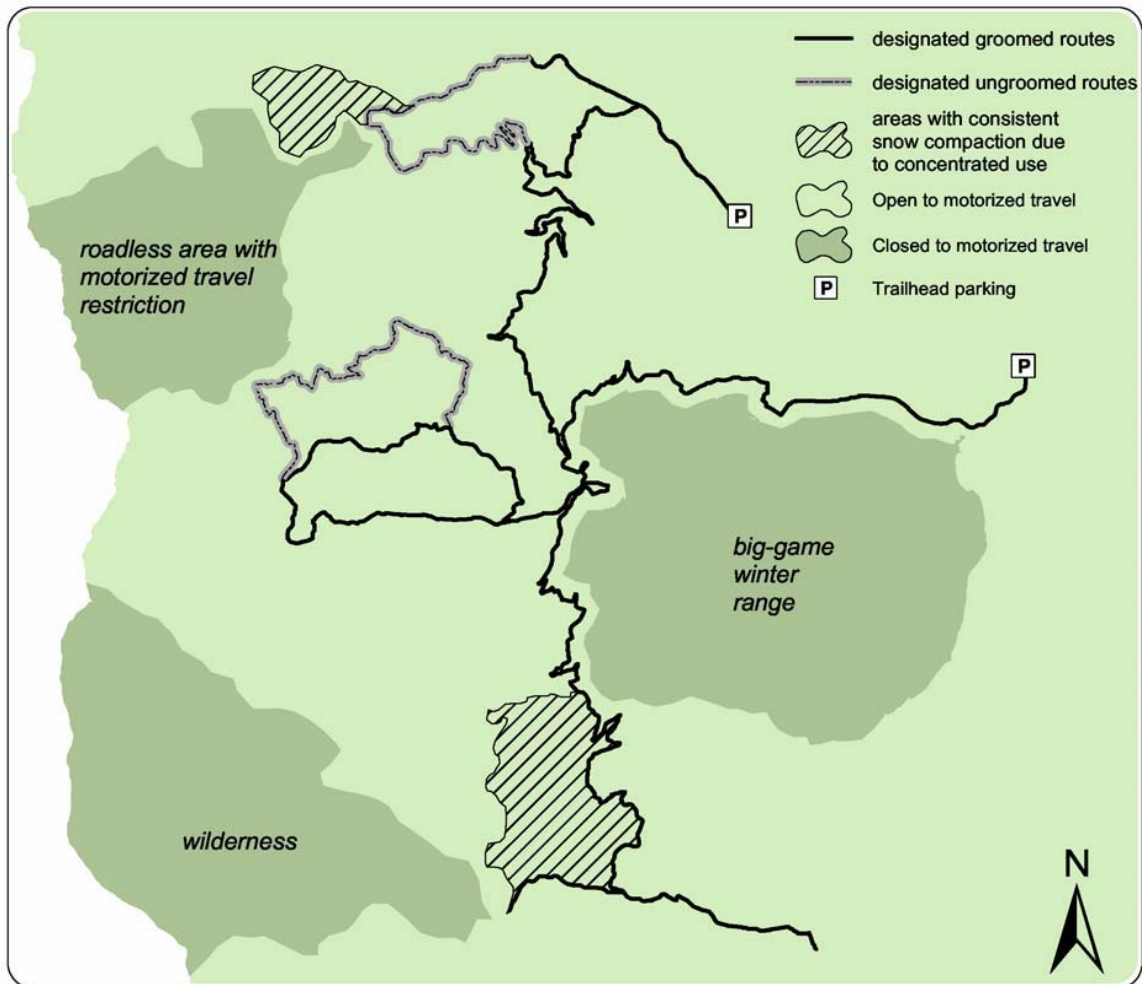 designated groomed routes
designated ungroomed routes
areas with consistent
snow compaction due
to concentrated use
Open to motorized travel
Closed to motorized travel
P
Trailhead parking
P
roadless area with
motorized travel
restriction
P
big-game
winter
range
wilderness
N